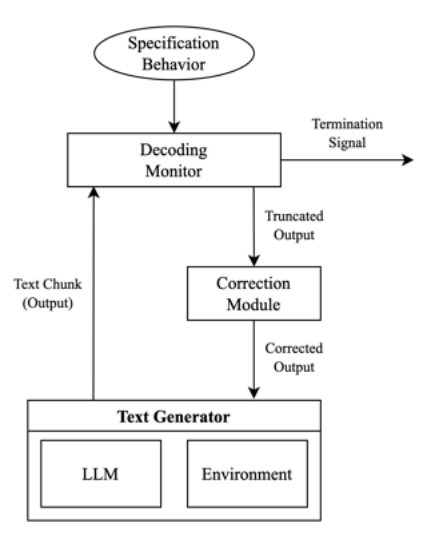 Specification
Behavior
Termination
Signal
Decoding
Monitor
Truncated
Output
Text Chunk
(Output)
Correction
Module
Corrected
Output
Text Generator
LLM
Environment